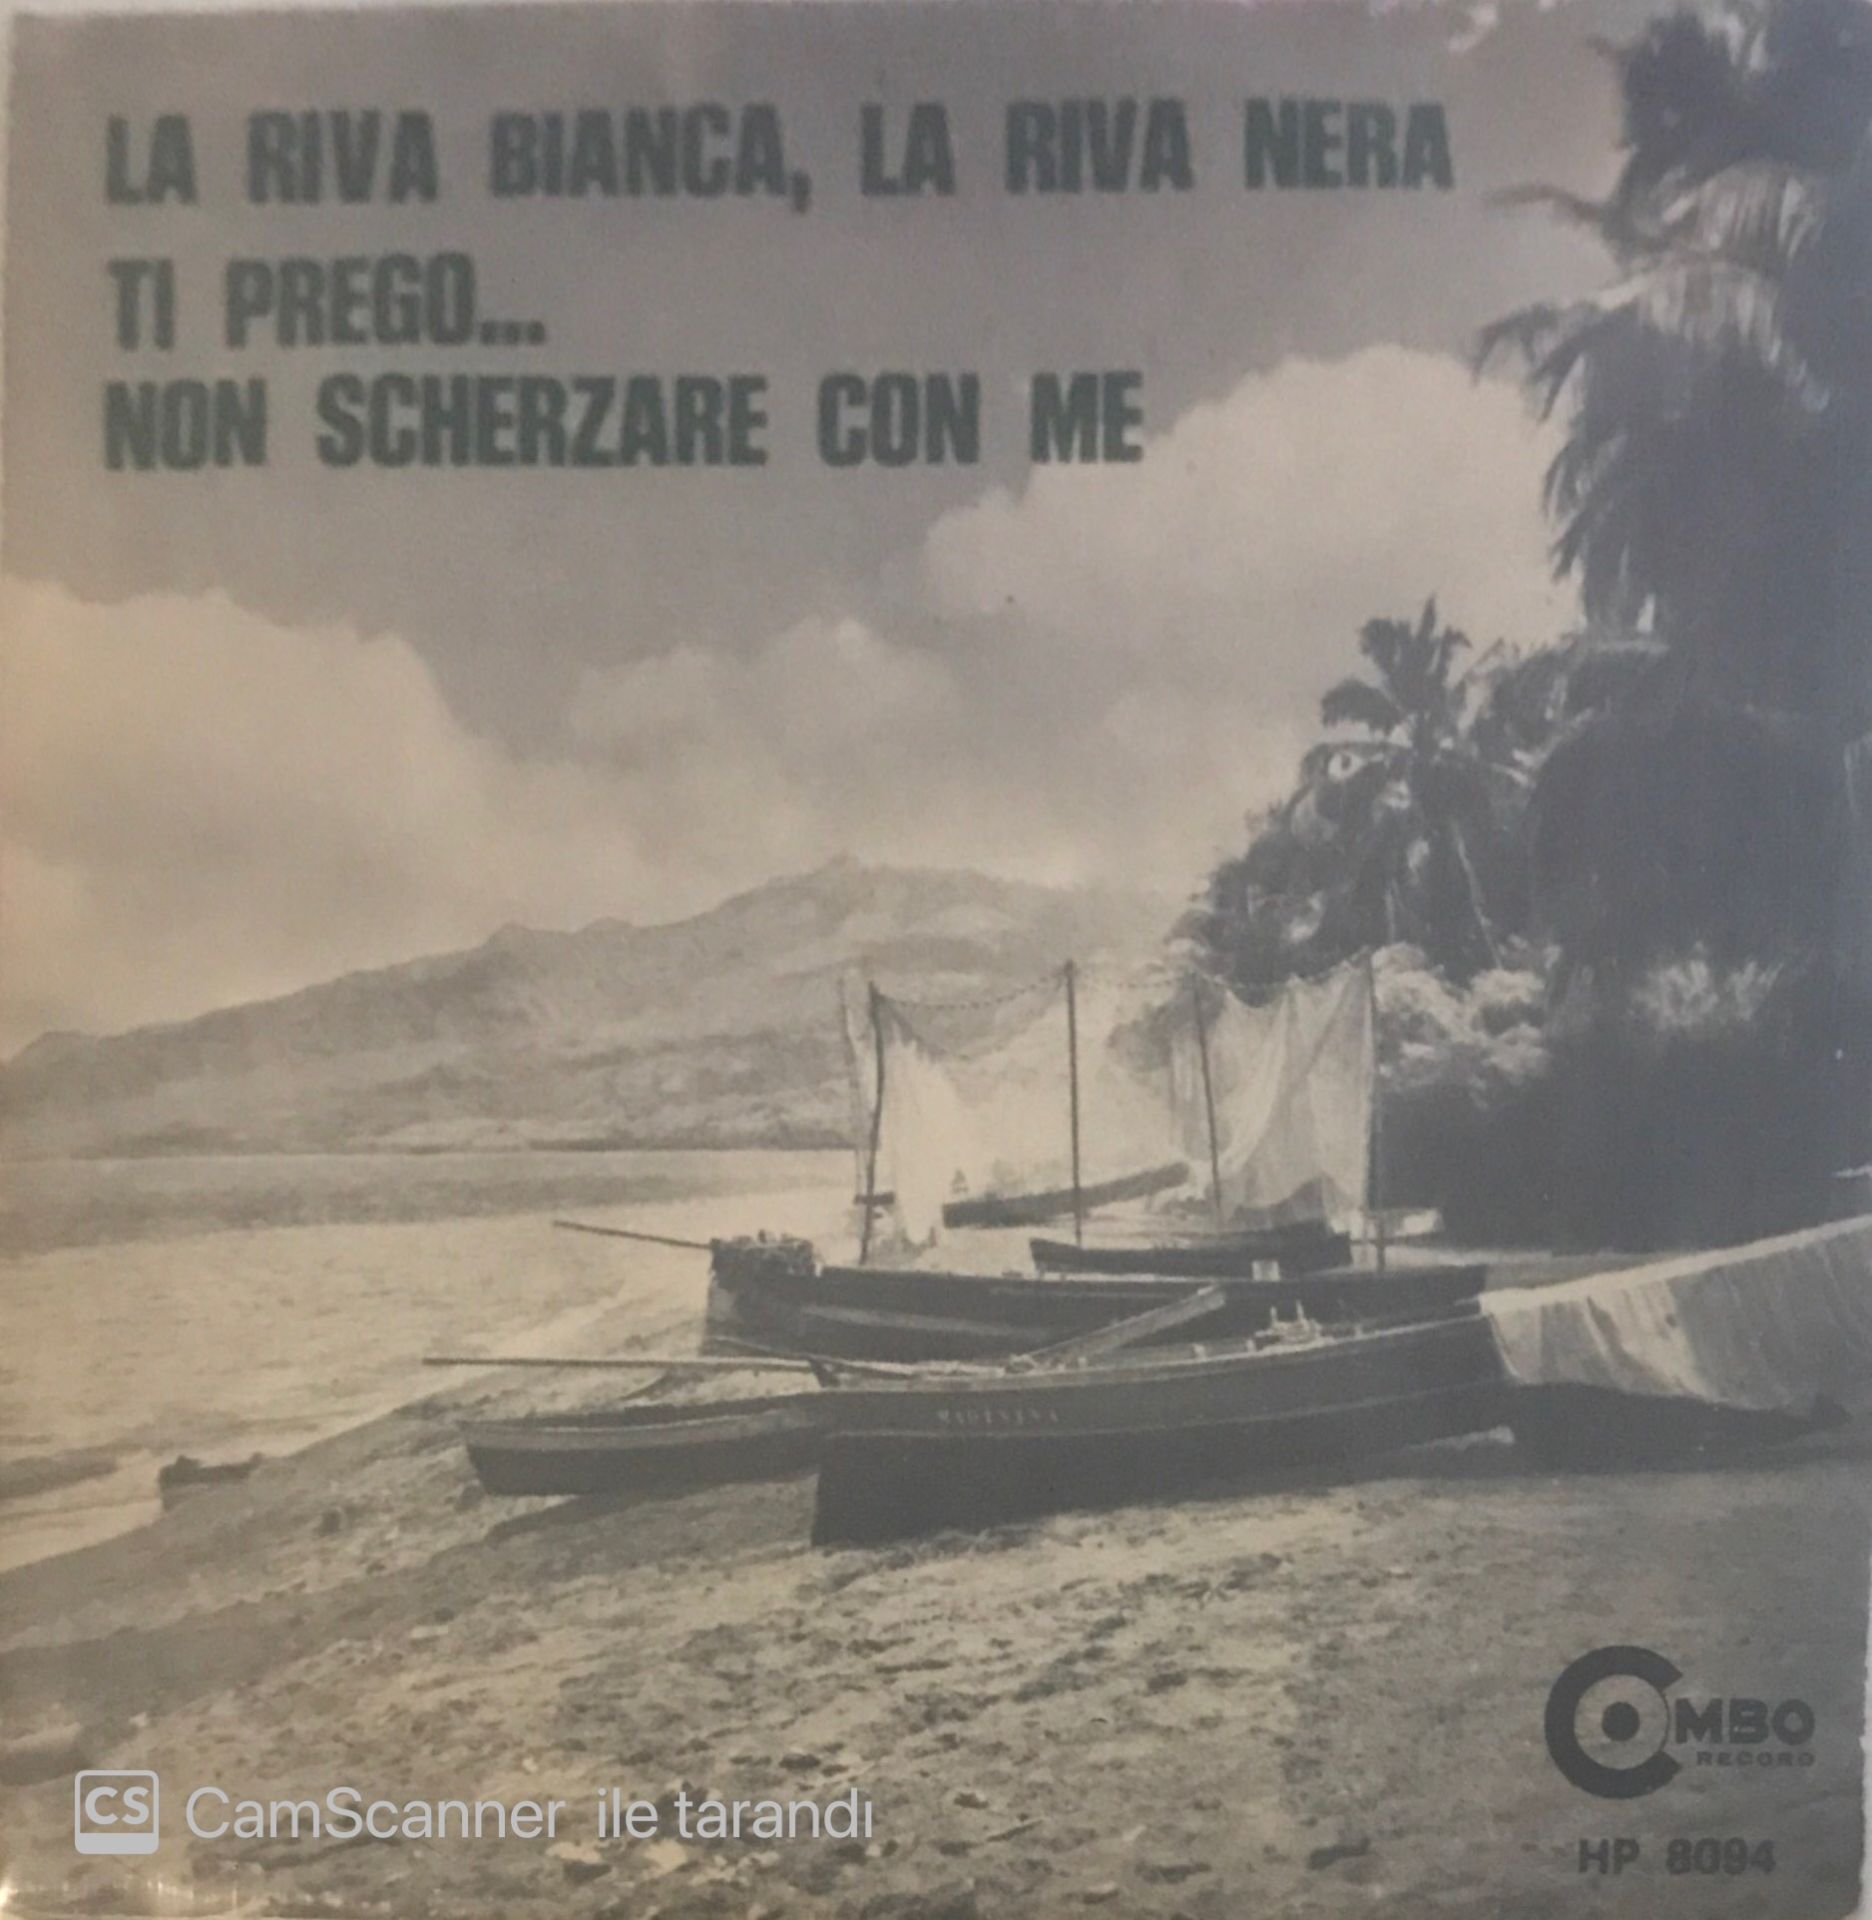 LA RIVA BIANCA, LA RIVA NERA
TI PREGO...
NON SCHERZARE CON ME
COMBO
RECORD
HP 8094
CS CamScanner ile tarandı